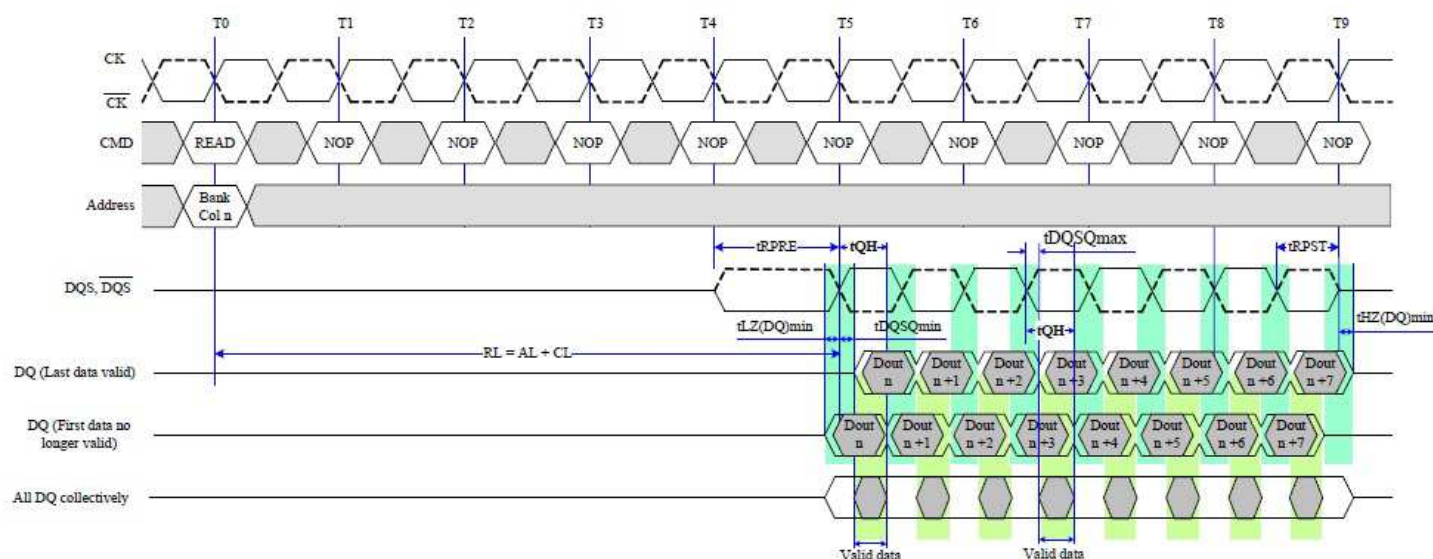 T0 T1 T2 T3 T4 T5 T6 T7 T8 T9
CK
CK
CMD READ NOP NOP NOP NOP NOP NOP NOP NOP NOP
Address Bank
Col n
tDQSQmax
tRPRE tQH tRPST
DQS, DQS
tLZ(DQ)min tDQSQmin tQH tHZ(DQ)min
RL = AL + CL
DQ (Last data valid) Dout Dout Dout Dout Dout Dout Dout Dout
n n +1 n +2 n +3 n +4 n +5 n +6 n +7
DQ (First data no
longer valid)
Dout Dout Dout Dout Dout Dout Dout Dout
n n +1 n +2 n +3 n +4 n +5 n +6 n +7
All DQ collectively
Valid data Valid data